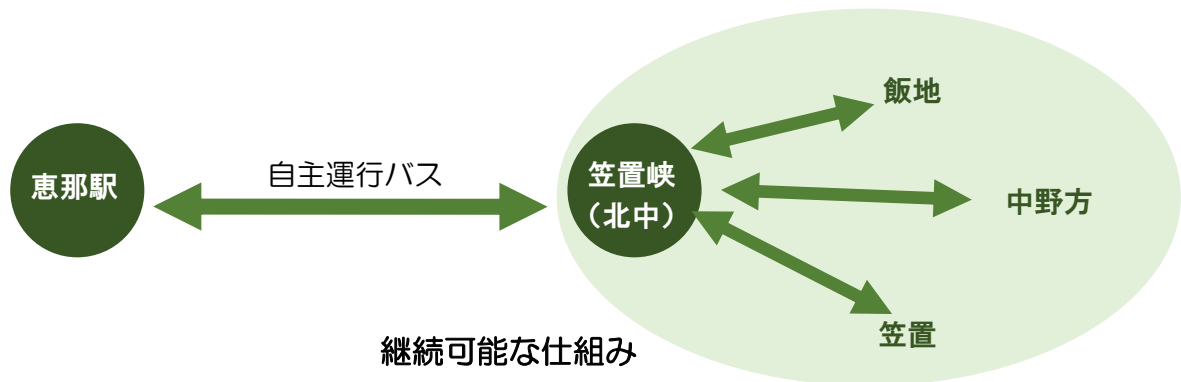 恵那駅
自主運行バス
笠置峡
（北中）
飯地
中野方
笠置
継続可能な仕組み